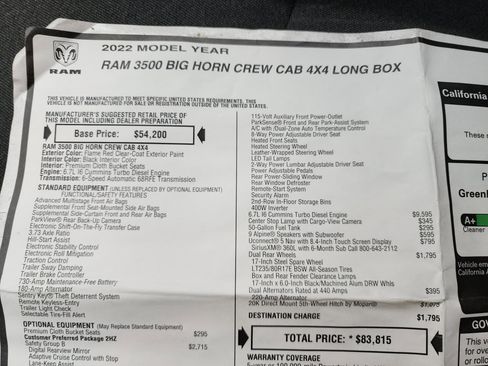 2022 MODEL YEAR
RAM 3500 BIG HORN CREW CAB 4X4 LONG BOX
RAM
THIS VEHICLE IS MANUFACTURED TO MEET SPECIFIC UNITED STATES REQUIREMENTS. THIS
VEHICLE IS NOT MANUFACTURED FOR SALE OR REGISTRATION OUTSIDE OF THE UNITED STATES.
MANUFACTURER'S SUGGESTED RETAIL PRICE OF
THIS MODEL INCLUDING DEALER PREPARATION
Base Price: $54,200
RAM 3500 BIG HORN CREW CAB 4X4
Exterior Color: Flame Red Clear-Coat Exterior Paint
Interior Color: Black Interior Color
Interior: Premium Cloth Bucket Seats
Engine: 6.7L I6 Cummins Turbo Diesel Engine
Transmission: 6-Speed Automatic 68RFE Transmission
STANDARD EQUIPMENT (UNLESS REPLACED BY OPTIONAL EQUIPMENT)
FUNCTIONAL/SAFETY FEATURES
Advanced Multistage Front Air Bags
Supplemental Front Seat-Mounted Side Air Bags
Supplemental Side-Curtain Front and Rear Air Bags
ParkView® Rear Back-Up Camera
Electronic Shift-On-The-Fly Transfer Case
3.73 Axle Ratio
Hill-Start Assist
Electronic Stability Control
Electronic Roll Mitigation
Traction Control
Trailer Sway Damping
Trailer Brake Controller
730-Amp Maintenance-Free Battery
180-Amp Alternator
Sentry Key® Theft Deterrent System
Remote Keyless-Entry
Trailer Light Check
Selectable Tire-Fill Alert
OPTIONAL EQUIPMENT (May Replace Standard Equipment)
Premium Cloth Bucket Seats $295
Customer Preferred Package 2HZ
Safety Group B $2,715
Digital Rearview Mirror
Adaptive Cruise Control with Stop
Lane-Keep Assist
115-Volt Auxiliary Front Power-Outlet
ParkSense® Front and Rear Park-Assist System
A/C with Dual-Zone Auto Temperature Control
8-Way Power Adjustable Driver Seat
Front Heated Seats
Heated Steering Wheel
Leather-Wrapped Steering Wheel
LED Tail Lamps
2-Way Power Lumbar Adjustable Driver Seat
Power Adjustable Pedals
Rear Power-Sliding Window
Rear Window Defroster
Remote-Start System
Security Alarm
2nd-Row In-Floor Storage Bins
400W Inverter
6.7L I6 Cummins Turbo Diesel Engine $9,595
Center Stop Lamp with Cargo-View Camera $345
50-Gallon Fuel Tank $295
9 Alpine® Speakers with Subwoofer $595
Uconnect® 5 Nav with 8.4-Inch Touch Screen Display $795
SiriusXM® 360L with 6-Month Sub Call 800-643-2112
Dual Rear Wheels $1,795
17-Inch Steel Spare Wheel
LT235/80R17E BSW All-Season Tires
Box and Rear Fender Clearance Lamps
17-Inch x 6.0-Inch Black/Machined Alum DRW Whls
Dual Alternators Rated at 440 Amps $395
220-Amp Alternator
20K Direct Mount 5th-Wheel Hitch by Mopar®
DESTINATION CHARGE $1,795
TOTAL PRICE: * $83,815
WARRANTY COVERAGE
California
These
A+
Cleaner
Vehicle
California
GOV
This